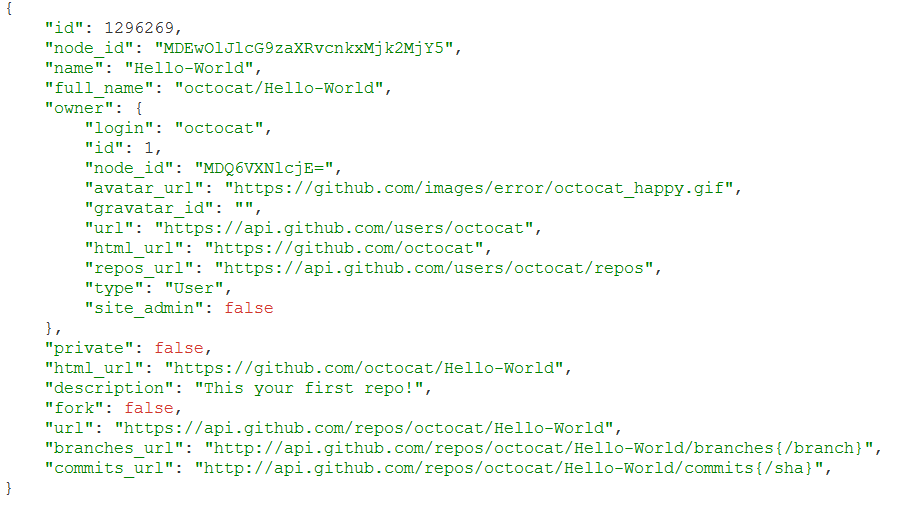 {
    "id": 1296269,
    "node_id": "MDEwOlJlcG9zaXRvcnkxMjk2MjY5",
    "name": "Hello-World",
    "full_name": "octocat/Hello-World",
    "owner": {
        "login": "octocat",
        "id": 1,
        "node_id": "MDQ6VXNlcjE=",
        "avatar_url": "https://github.com/images/error/octocat_happy.gif",
        "gravatar_id": "",
        "url": "https://api.github.com/users/octocat",
        "html_url": "https://github.com/octocat",
        "repos_url": "https://api.github.com/users/octocat/repos",
        "type": "User",
        "site_admin": false
    },
    "private": false,
    "html_url": "https://github.com/octocat/Hello-World",
    "description": "This your first repo!",
    "fork": false,
    "url": "https://api.github.com/repos/octocat/Hello-World",
    "branches_url": "http://api.github.com/repos/octocat/Hello-World/branches{/branch}",
    "commits_url": "http://api.github.com/repos/octocat/Hello-World/commits{/sha}",
}